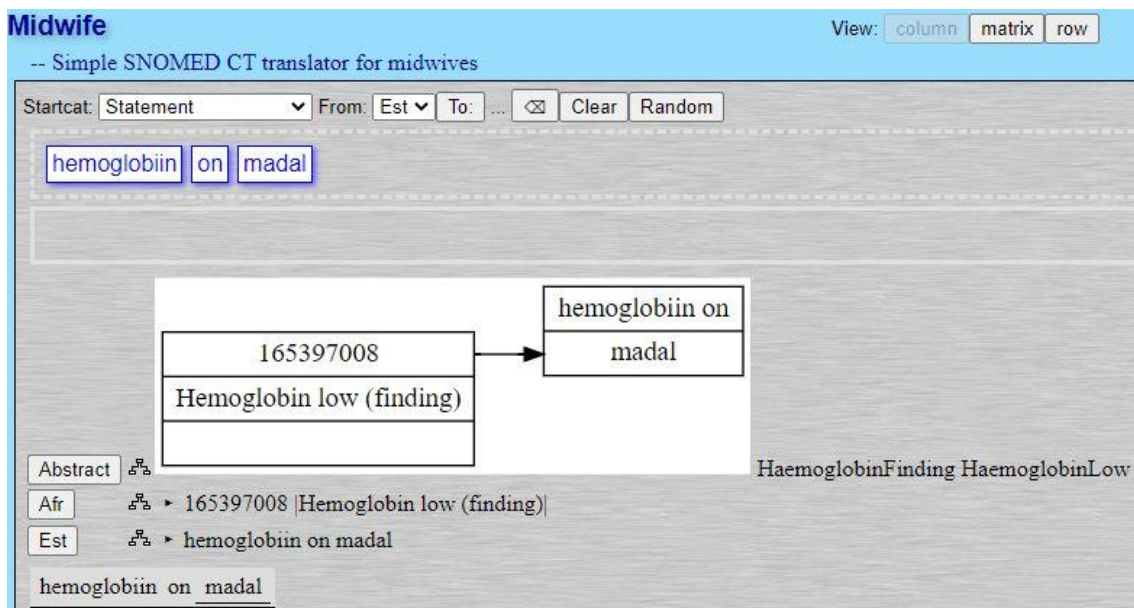 Midwife
View: column matrix row
-- Simple SNOMED CT translator for midwives
Startcat: Statement From: Est To: ... ⌫ Clear Random
hemoglobiin on madal
hemoglobiin on
madal
165397008
Hemoglobin low (finding)
Abstract HaemoglobinFinding HaemoglobinLow
Afr ‣ 165397008 |Hemoglobin low (finding)|
Est ‣ hemoglobiin on madal
hemoglobiin on madal